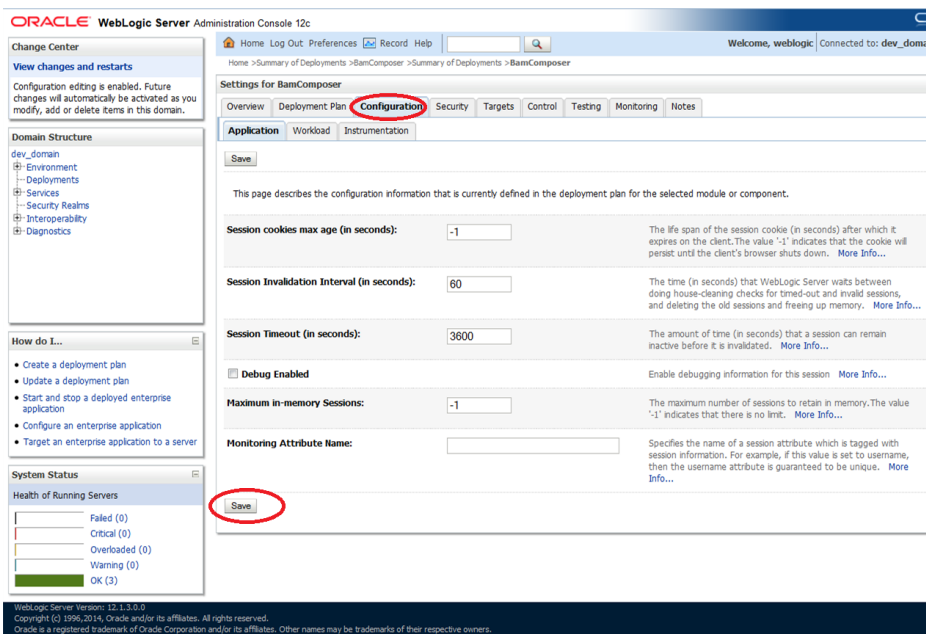 ORACLE WebLogic Server Administration Console 12c
Change Center
View changes and restarts
Configuration editing is enabled. Future
changes will automatically be activated as you
modify, add or delete items in this domain.
Domain Structure
dev_domain
Environment
Deployments
Services
Security Realms
Interoperability
Diagnostics
How do I...
Create a deployment plan
Update a deployment plan
Start and stop a deployed enterprise
application
Configure an enterprise application
Target an enterprise application to a server
System Status
Health of Running Servers
Failed (0)
Critical (0)
Overloaded (0)
Warning (0)
OK (3)
Home Log Out Preferences Record Help
Welcome, weblogic Connected to: dev_doma
Home >Summary of Deployments >BamComposer >Summary of Deployments >BamComposer
Settings for BamComposer
Overview Deployment Plan Configuration Security Targets Control Testing Monitoring Notes
Application Workload Instrumentation
Save
This page describes the configuration information that is currently defined in the deployment plan for the selected module or component.
Session cookies max age (in seconds): -1
The life span of the session cookie (in seconds) after which it
expires on the client.The value '-1' indicates that the cookie will
persist until the client's browser shuts down. More Info...
Session Invalidation Interval (in seconds): 60
The time (in seconds) that WebLogic Server waits between
doing house-cleaning checks for timed-out and invalid sessions,
and deleting the old sessions and freeing up memory. More Info...
Session Timeout (in seconds): 3600
The amount of time (in seconds) that a session can remain
inactive before it is invalidated. More Info...
Debug Enabled
Enable debugging information for this session More Info...
Maximum in-memory Sessions: -1
The maximum number of sessions to retain in memory.The value
'-1' indicates that there is no limit. More Info...
Monitoring Attribute Name:
Specifies the name of a session attribute which is tagged with
session information. For example, if this value is set to username,
then the username attribute is guaranteed to be unique. More
Info...
Save
WebLogic Server Version: 12.1.3.0.0
Copyright (c) 1996,2014, Oracle and/or its affiliates. All rights reserved.
Oracle is a registered trademark of Oracle Corporation and/or its affiliates. Other names may be trademarks of their respective owners.